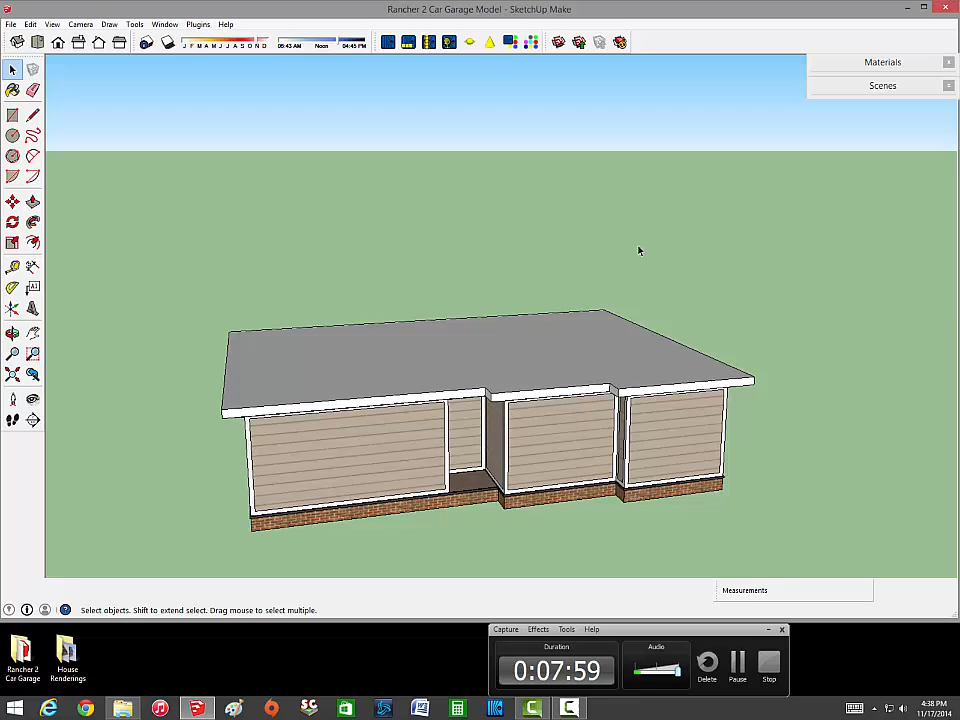 Rancher 2 Car Garage Model - SketchUp Make
File Edit View Camera Draw Tools Window Plugins Help
J F M A M J J A S O N D 05:43 AM Noon 04:45 PM
Materials
Scenes
Measurements
Select objects. Shift to extend select. Drag mouse to select multiple.
Capture Effects Tools Help
Duration
0:07:59
Audio
Delete
Pause
Stop
Rancher 2
Car Garage
House
Renderings
4:38 PM
11/17/2014